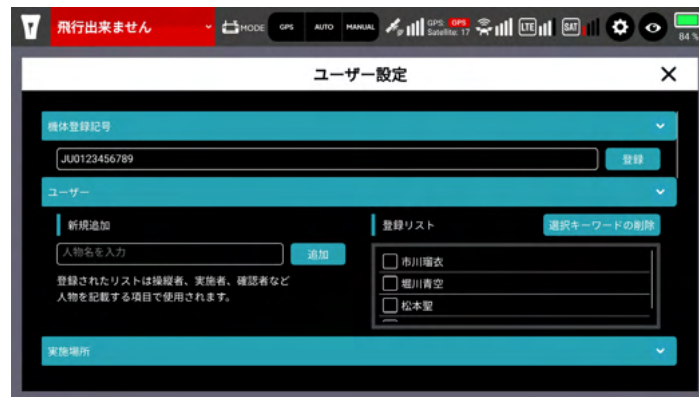 飛行出来ません
MODE
GPS
AUTO
MANUAL
GPS: GPS
Satellite: 17
LTE
SAT
84 %
ユーザー設定
機体登録記号
JU0123456789
登録
ユーザー
新規追加
人物名を入力
追加
登録されたリストは操縦者、実施者、確認者など
人物を記載する項目で使用されます。
登録リスト
選択キーワードの削除
市川瑠衣
堀川青空
松本聖
実施場所